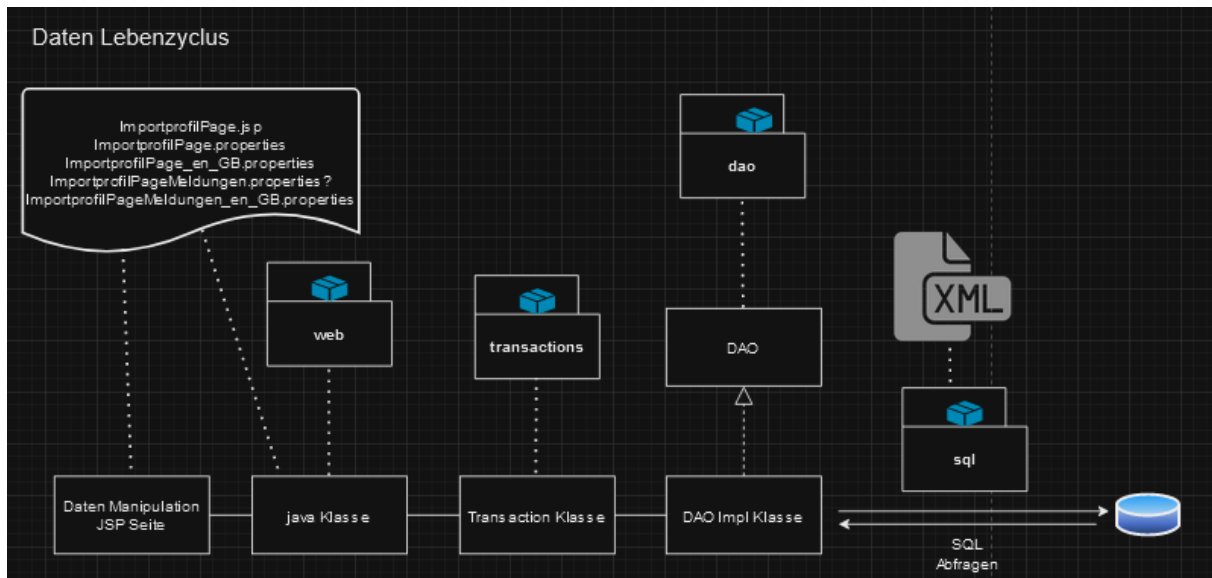 Daten Lebenzyclus
ImportprofilPage.jsp
ImportprofilPage.properties
ImportprofilPage_en_GB.properties
ImportprofilPageMeldungen.properties ?
ImportprofilPageMeldungen_en_GB.properties
dao
web
transactions
DAO
XML
sql
Daten Manipulation
JSP Seite
java Klasse
Transaction Klasse
DAO Impl Klasse
SQL
Abfragen